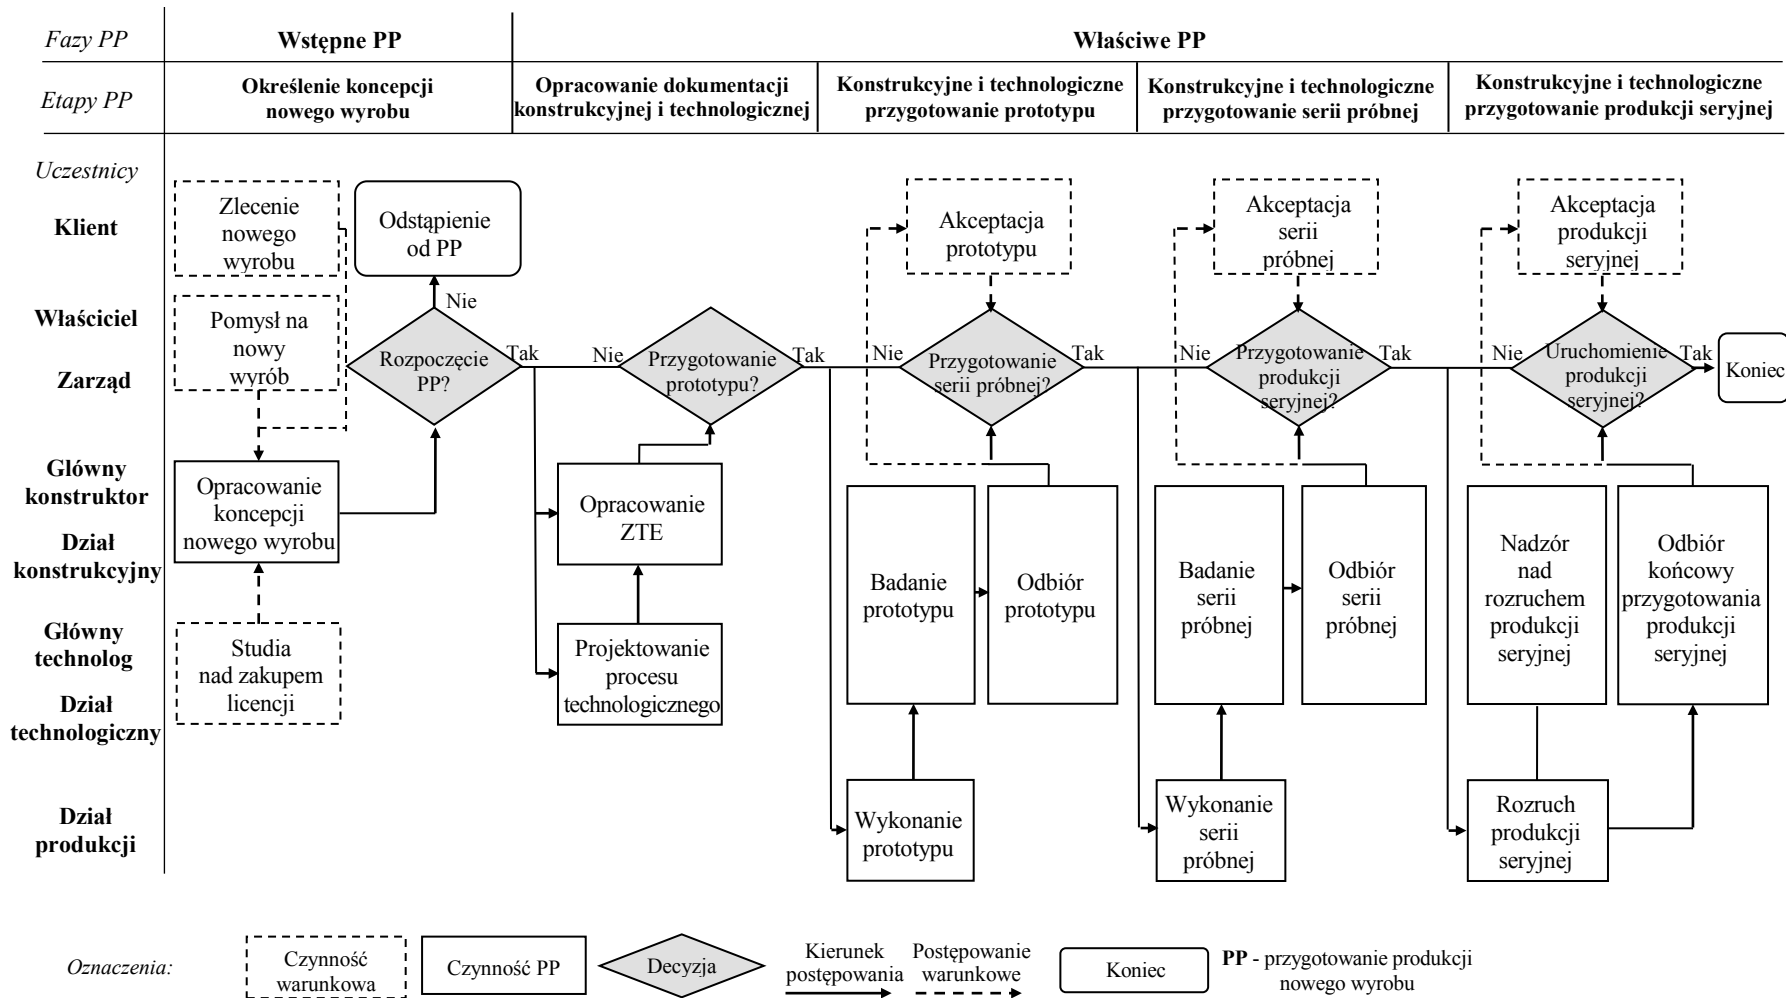 Fazy PP
Wstępne PP
Właściwe PP
Etapy PP
Określenie koncepcji
nowego wyrobu
Opracowanie dokumentacji
konstrukcyjnej i technologicznej
Konstrukcyjne i technologiczne
przygotowanie prototypu
Konstrukcyjne i technologiczne
przygotowanie serii próbnej
Konstrukcyjne i technologiczne
przygotowanie produkcji seryjnej
Uczestnicy
Klient
Właściciel
Zarząd
Główny
konstruktor
Dział
konstrukcyjny
Główny
technolog
Dział
technologiczny
Dział
produkcji
Zlecenie
nowego
wyrobu
Odstąpienie
od PP
Pomysł na
nowy
wyrób
Nie
Rozpoczęcie
PP?
Tak
Opracowanie
koncepcji
nowego wyrobu
Studia
nad zakupem
licencji
Nie
Przygotowanie
prototypu?
Tak
Opracowanie
ZTE
Projektowanie
procesu
technologicznego
Akceptacja
prototypu
Nie
Przygotowanie
serii próbnej?
Tak
Badanie
prototypu
Odbiór
prototypu
Wykonanie
prototypu
Akceptacja
serii
próbnej
Nie
Przygotowanie
produkcji
seryjnej?
Tak
Badanie
serii
próbnej
Odbiór
serii
próbnej
Wykonanie
serii
próbnej
Akceptacja
produkcji
seryjnej
Nie
Uruchomienie
produkcji
seryjnej?
Tak
Koniec
Nadzór
nad
rozruchem
produkcji
seryjnej
Odbiór
końcowy
przygotowania
produkcji
seryjnej
Rozruch
produkcji
seryjnej
Oznaczenia:
Czynność
warunkowa
Czynność PP
Decyzja
Kierunek
postępowania
Postępowanie
warunkowe
Koniec
PP - przygotowanie produkcji
nowego wyrobu